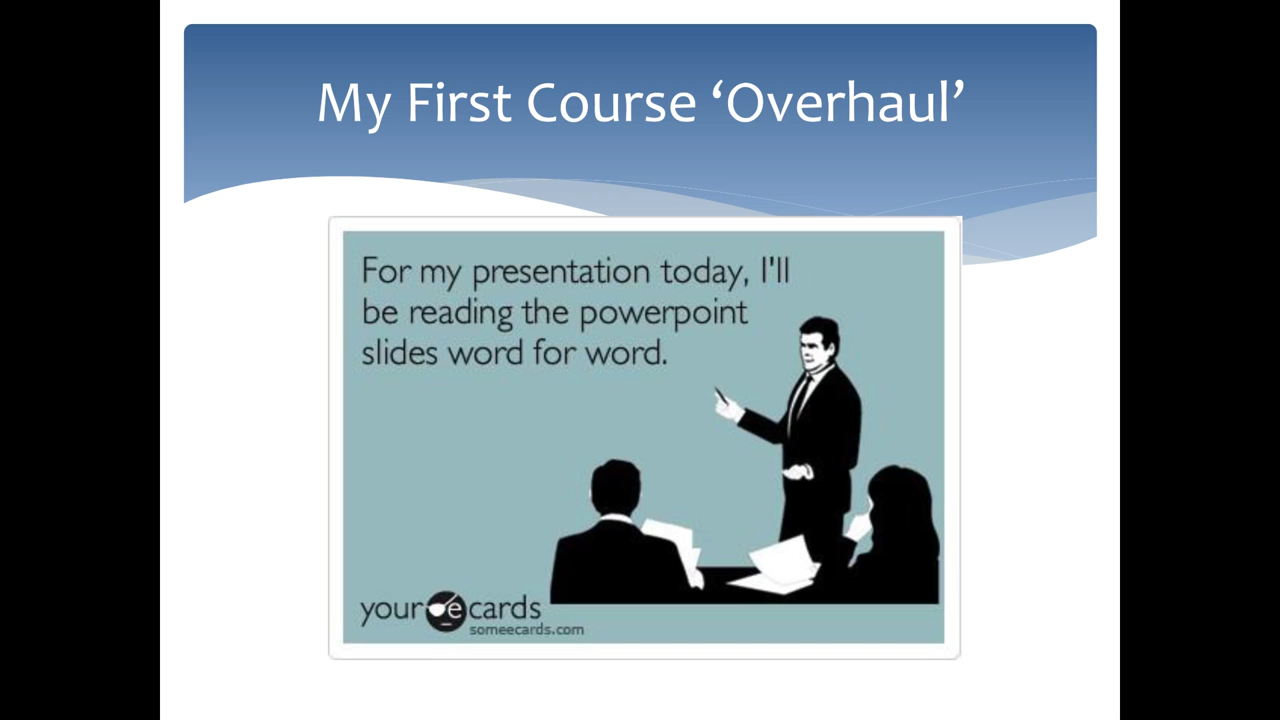 My First Course ‘Overhaul’
For my presentation today, I'll
be reading the powerpoint
slides word for word.
your e cards
someecards.com